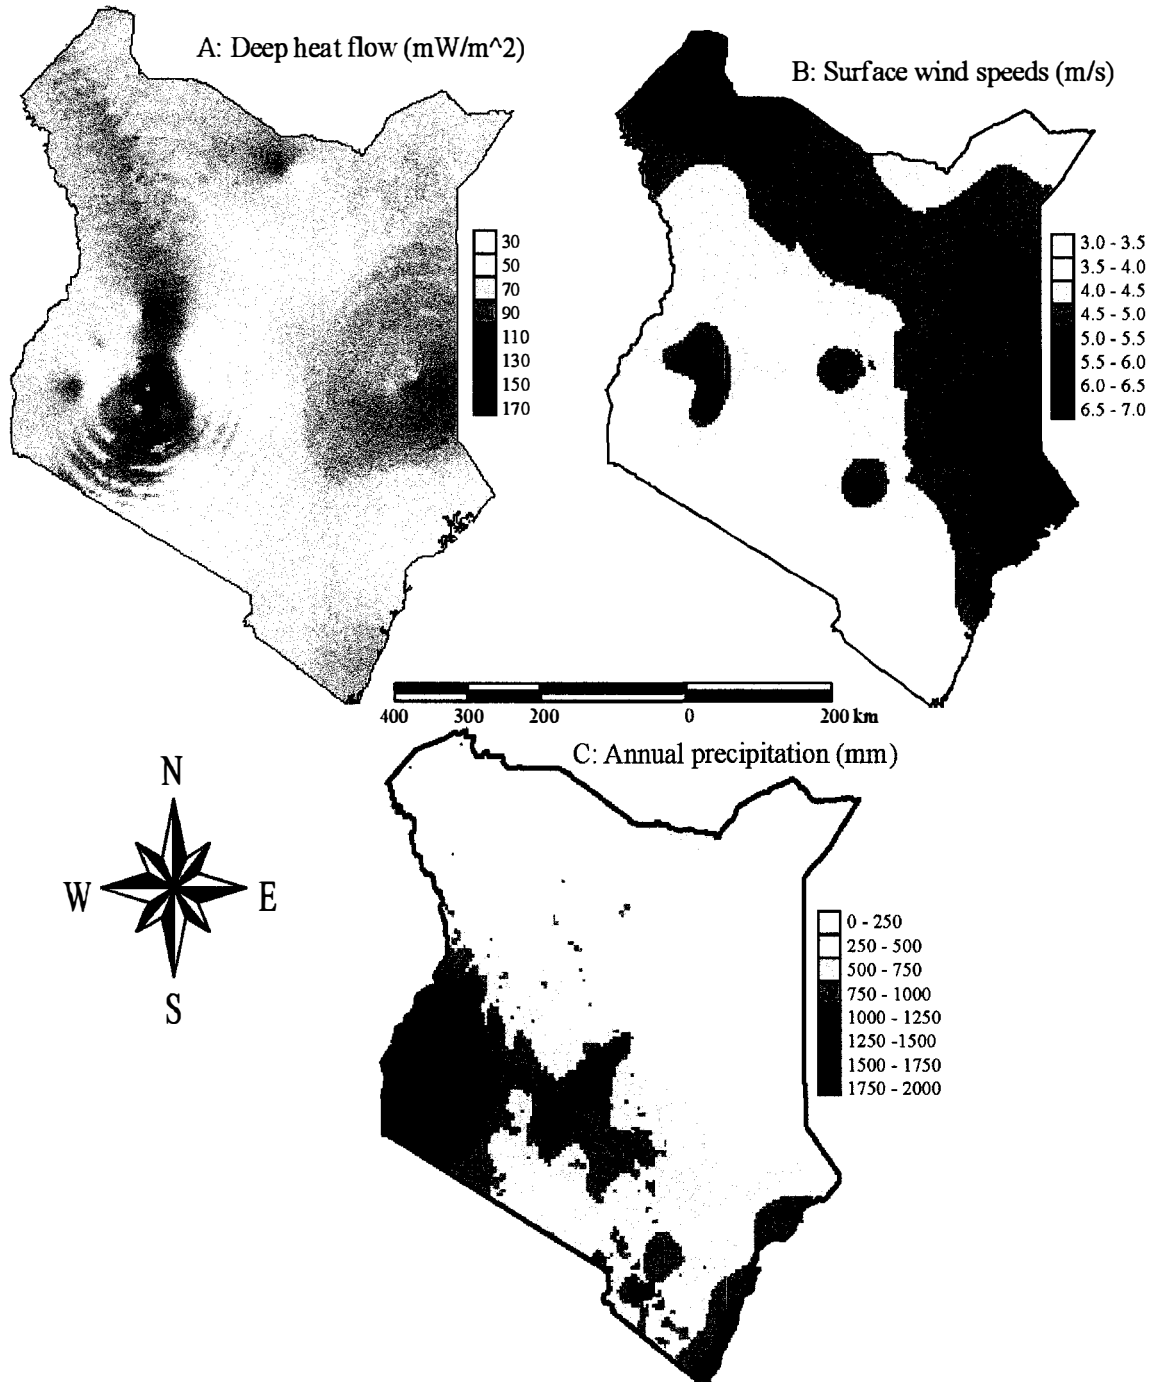 A: Deep heat flow (mW/m^2)
B: Surface wind speeds (m/s)
30
50
70
90
110
130
150
170
3.0 - 3.5
3.5 - 4.0
4.0 - 4.5
4.5 - 5.0
5.0 - 5.5
5.5 - 6.0
6.0 - 6.5
6.5 - 7.0
400 300 200 0 200 km
C: Annual precipitation (mm)
N
W E
S
0 - 250
250 - 500
500 - 750
750 - 1000
1000 - 1250
1250 -1500
1500 - 1750
1750 - 2000